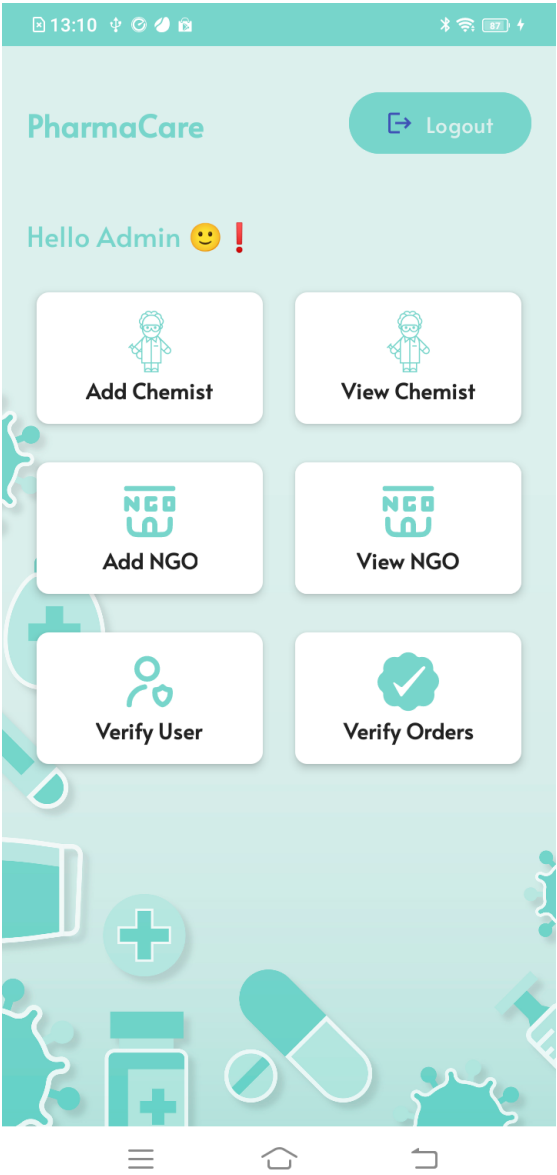 13:10 87
PharmaCare
Logout
Hello Admin 🙂❗
Add Chemist
View Chemist
NGO
NGO
Add NGO
View NGO
Verify User
Verify Orders